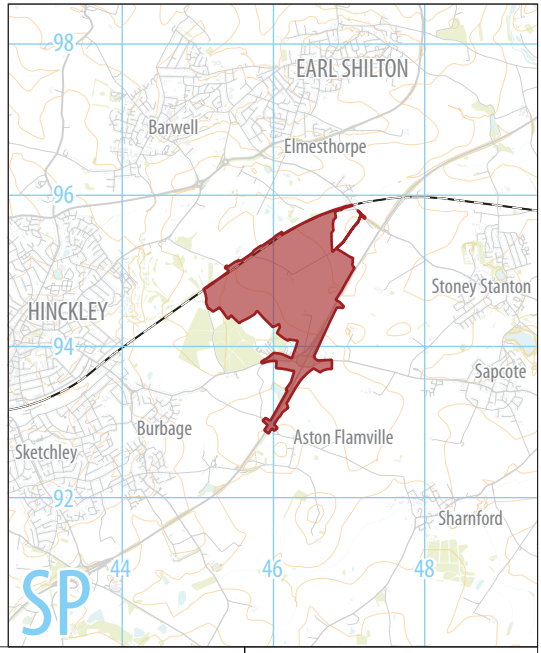 98
EARL SHILTON
Barwell
Elmesthorpe
96
Stoney Stanton
HINCKLEY
94
Sapcote
Burbage
Aston Flamville
Sketchley
92
Sharnford
44
46
48
SP